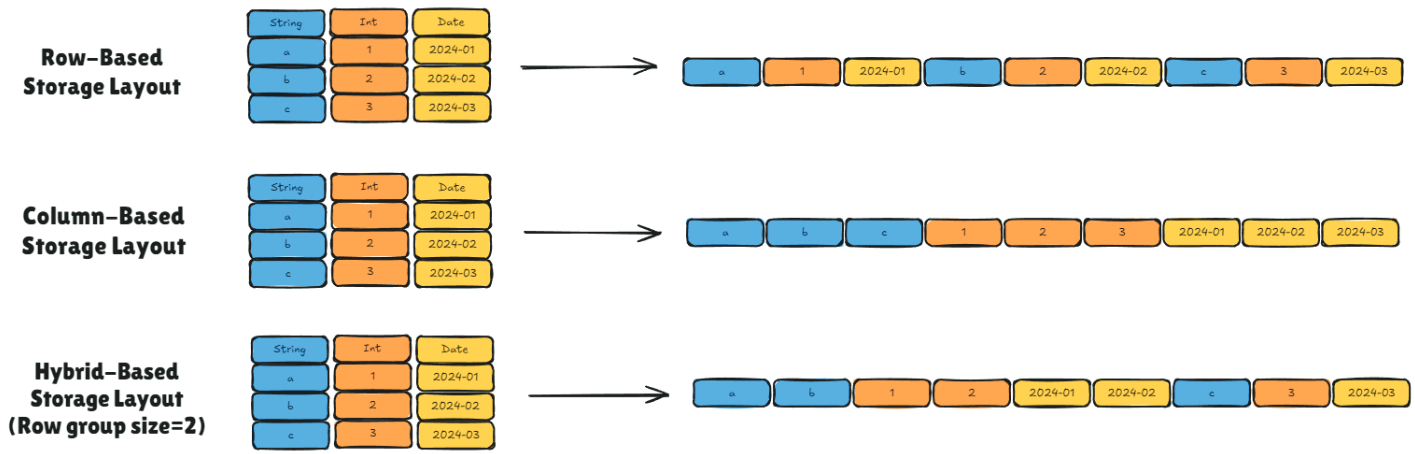 Row-Based
Storage Layout
String Int Date
a 1 2024-01
b 2 2024-02
c 3 2024-03
a 1 2024-01 b 2 2024-02 c 3 2024-03
Column-Based
Storage Layout
String Int Date
a 1 2024-01
b 2 2024-02
c 3 2024-03
a b c 1 2 3 2024-01 2024-02 2024-03
Hybrid-Based
Storage Layout
(Row group size=2)
String Int Date
a 1 2024-01
b 2 2024-02
c 3 2024-03
a b 1 2 2024-01 2024-02 c 3 2024-03